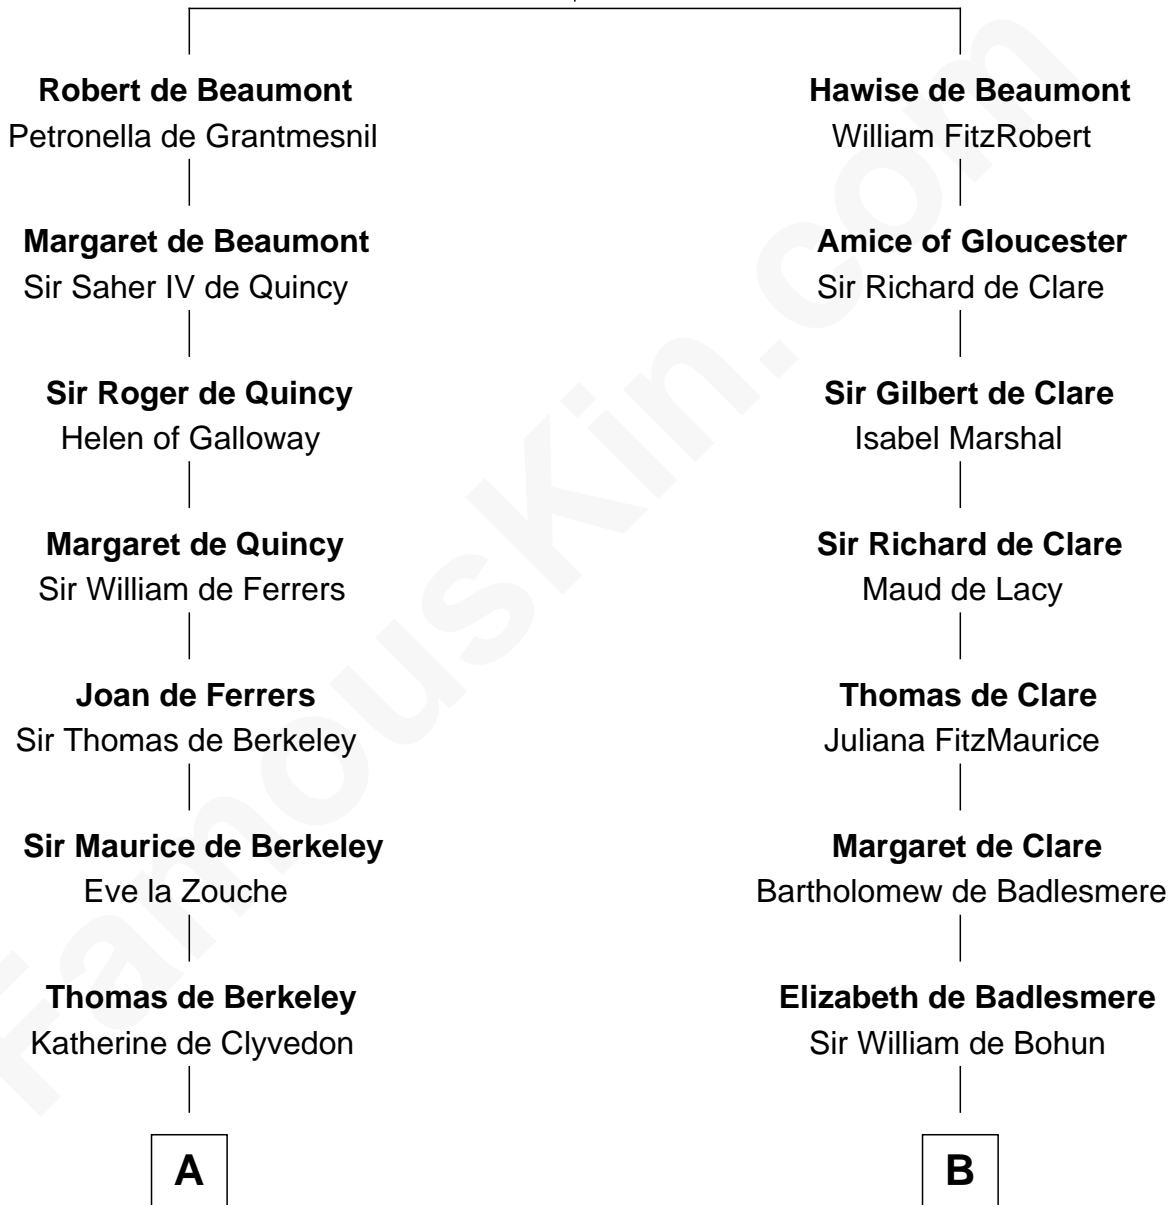 Robert de Beaumont
Petronella de Grantmesnil
Margaret de Beaumont
Sir Saher IV de Quincy
Sir Roger de Quincy
Helen of Galloway
Margaret de Quincy
Sir William de Ferrers
Joan de Ferrers
Sir Thomas de Berkeley
Sir Maurice de Berkeley
Eve la Zouche
Thomas de Berkeley
Katherine de Clyvedon
A
Hawise de Beaumont
William FitzRobert
Amice of Gloucester
Sir Richard de Clare
Sir Gilbert de Clare
Isabel Marshal
Sir Richard de Clare
Maud de Lacy
Thomas de Clare
Juliana FitzMaurice
Margaret de Clare
Bartholomew de Badlesmere
Elizabeth de Badlesmere
Sir William de Bohun
B
FamousKin.com